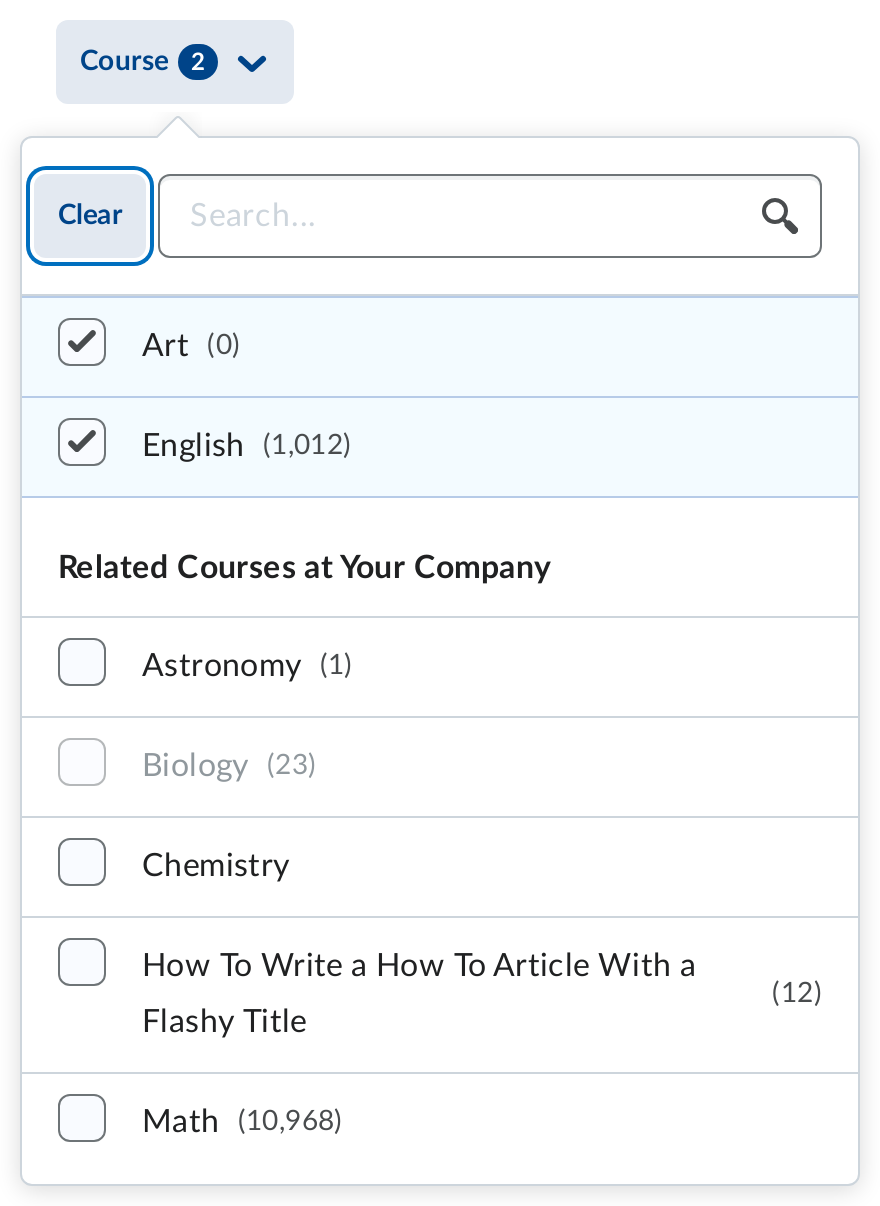 Course 2
Clear Search...
Art (0)
English (1,012)
Related Courses at Your Company
Astronomy (1)
Biology (23)
Chemistry
How To Write a How To Article With a
Flashy Title
(12)
Math (10,968)